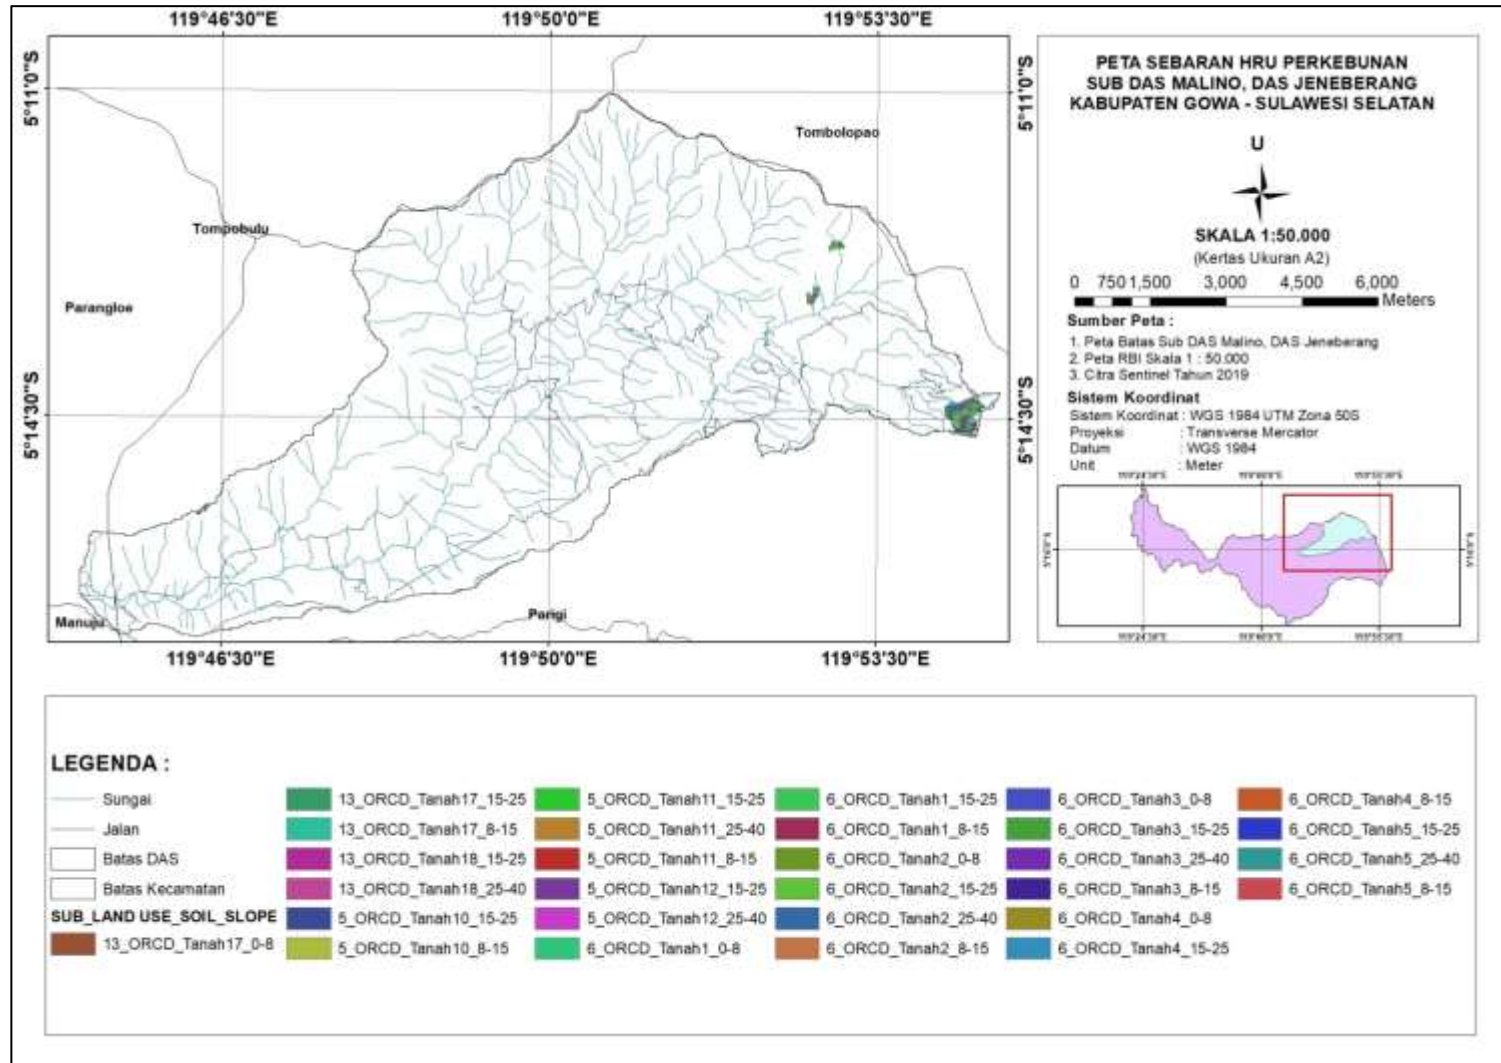 119°46'30"E
119°50'0"E
119°53'30"E
5°11'0"S
5°11'0"S
Tombolopao
Tompobulu
Parangloe
5°14'30"S
5°14'30"S
Manuju
Parigi
119°46'30"E
119°50'0"E
119°53'30"E
PETA SEBARAN HRU PERKEBUNAN
SUB DAS MALINO, DAS JENEBERANG
KABUPATEN GOWA - SULAWESI SELATAN
U
SKALA 1:50.000
(Kertas Ukuran A2)
0 750 1,500 3,000 4,500 6,000
Meters
Sumber Peta :
1. Peta Batas Sub DAS Malino, DAS Jeneberang
2. Peta RBI Skala 1 : 50.000
3. Citra Sentinel Tahun 2019
Sistem Koordinat
Sistem Koordinat : WGS 1984 UTM Zona 50S
Proyeksi : Transverse Mercator
Datum : WGS 1984
Unit : Meter
LEGENDA :
Sungai
Jalan
Batas DAS
Batas Kecamatan
SUB_LAND USE_SOIL_SLOPE
13_ORCD_Tanah17_0-8
13_ORCD_Tanah17_15-25
13_ORCD_Tanah17_8-15
13_ORCD_Tanah18_15-25
13_ORCD_Tanah18_25-40
5_ORCD_Tanah10_15-25
5_ORCD_Tanah10_8-15
5_ORCD_Tanah11_15-25
5_ORCD_Tanah11_25-40
5_ORCD_Tanah11_8-15
5_ORCD_Tanah12_15-25
5_ORCD_Tanah12_25-40
6_ORCD_Tanah1_0-8
6_ORCD_Tanah1_15-25
6_ORCD_Tanah1_8-15
6_ORCD_Tanah2_0-8
6_ORCD_Tanah2_15-25
6_ORCD_Tanah2_25-40
6_ORCD_Tanah2_8-15
6_ORCD_Tanah3_0-8
6_ORCD_Tanah3_15-25
6_ORCD_Tanah3_25-40
6_ORCD_Tanah3_8-15
6_ORCD_Tanah4_0-8
6_ORCD_Tanah4_15-25
6_ORCD_Tanah4_8-15
6_ORCD_Tanah5_15-25
6_ORCD_Tanah5_25-40
6_ORCD_Tanah5_8-15